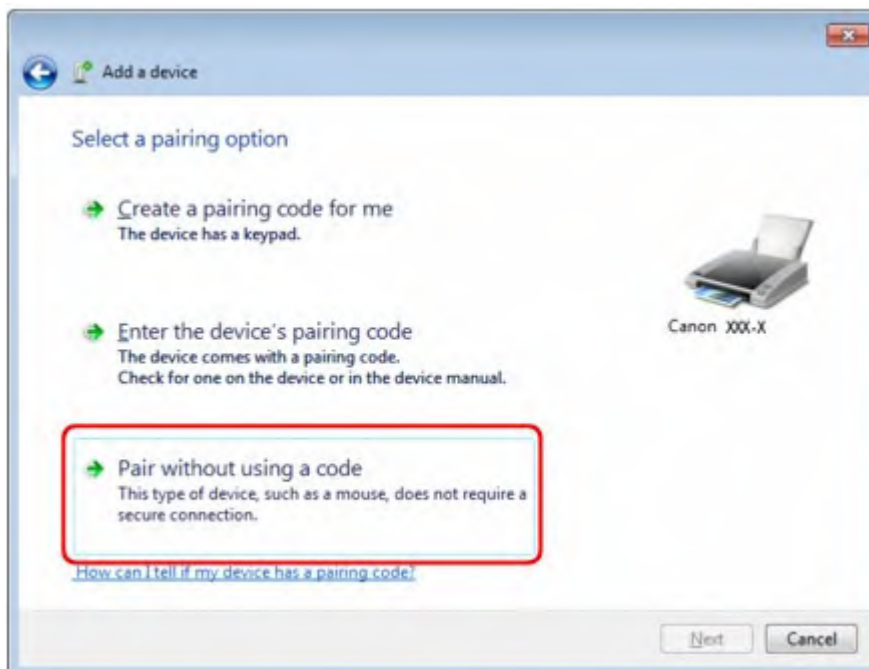 Add a device
Select a pairing option
Create a pairing code for me
The device has a keypad.
Enter the device's pairing code
The device comes with a pairing code.
Check for one on the device or in the device manual.
Canon XXX-X
Pair without using a code
This type of device, such as a mouse, does not require a
secure connection.
How can I tell if my device has a pairing code?
Next
Cancel